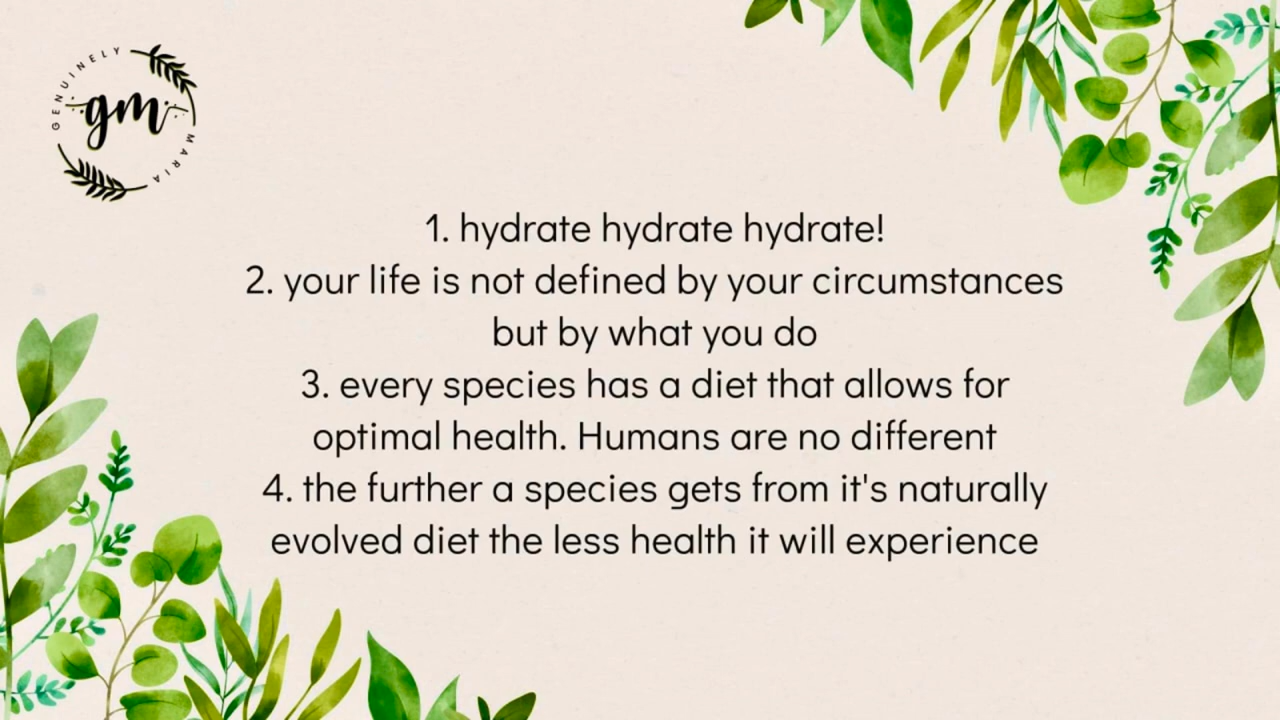 GENUINELY
gm
MARIA
1. hydrate hydrate hydrate!
2. your life is not defined by your circumstances
but by what you do
3. every species has a diet that allows for
optimal health. Humans are no different
4. the further a species gets from it's naturally
evolved diet the less health it will experience